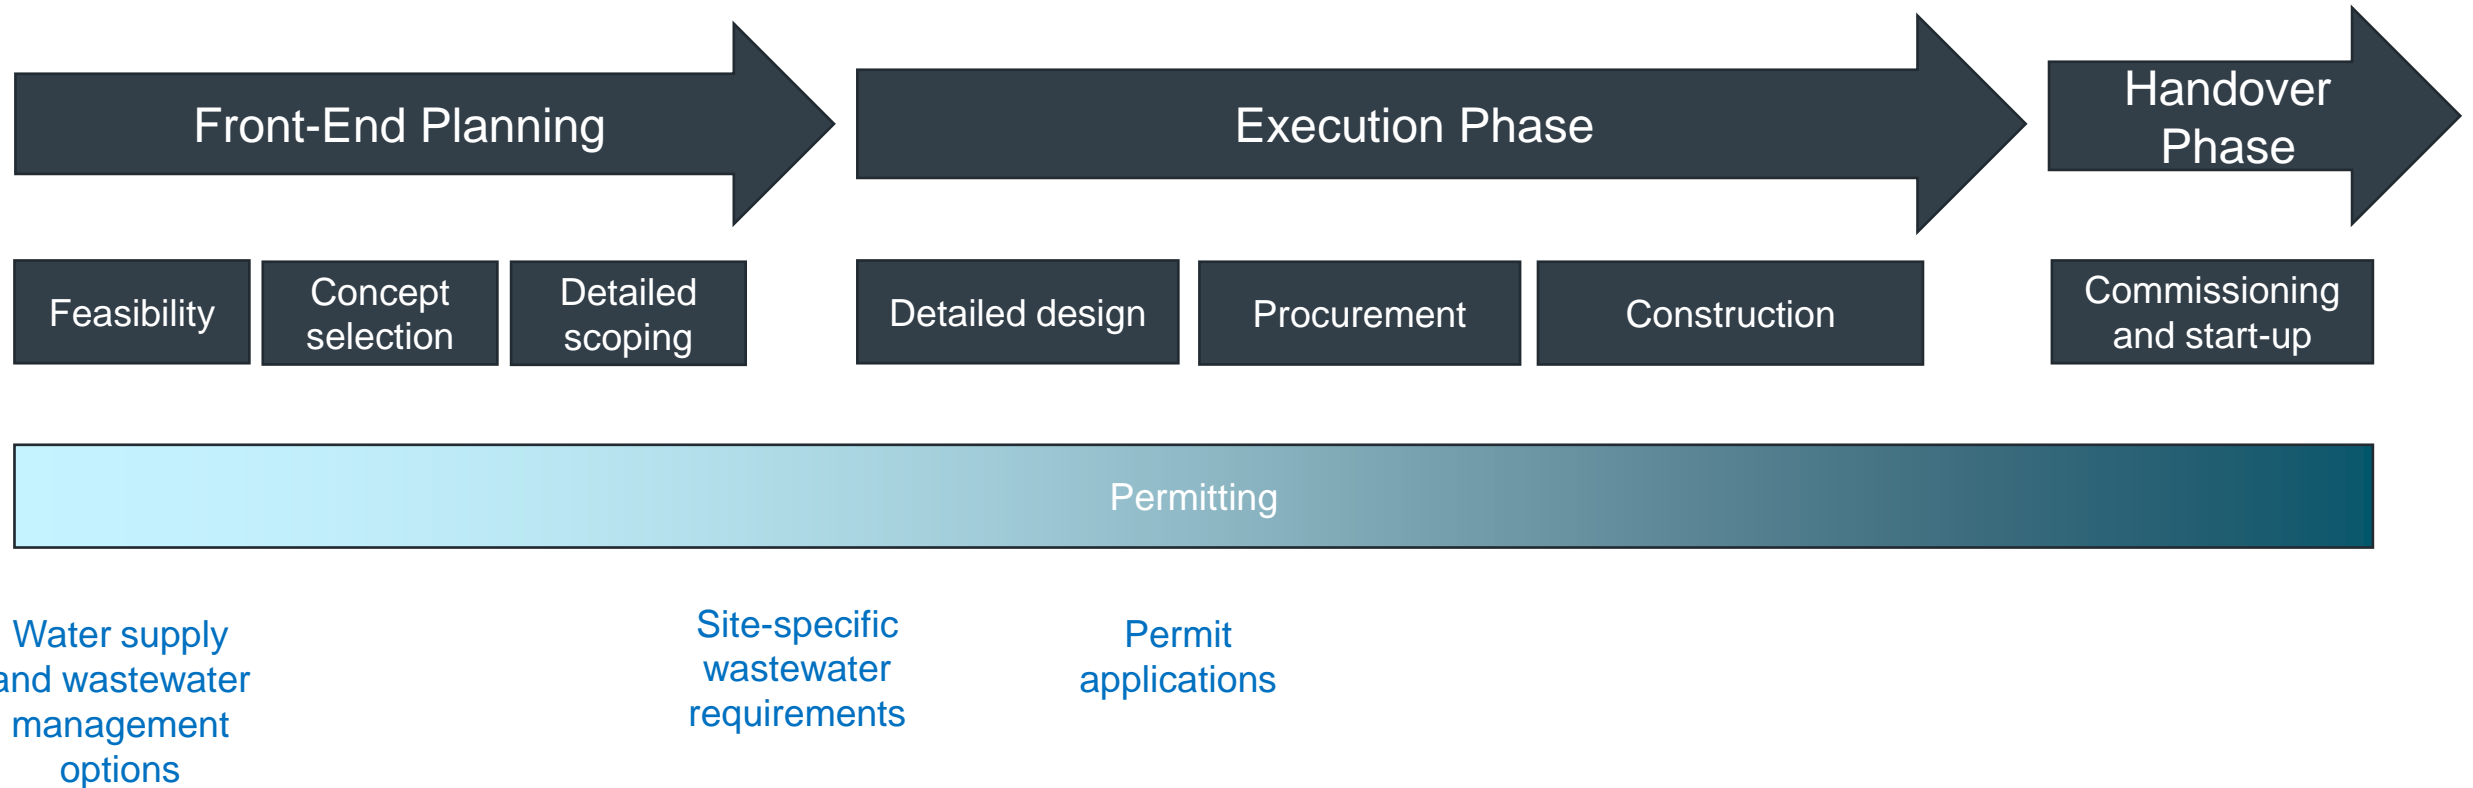 Front-End Planning
Execution Phase
Handover
Phase
Feasibility
Concept
selection
Detailed
scoping
Detailed design
Procurement
Construction
Commissioning
and start-up
Permitting
Water supply
and wastewater
management
options
Site-specific
wastewater
requirements
Permit
applications